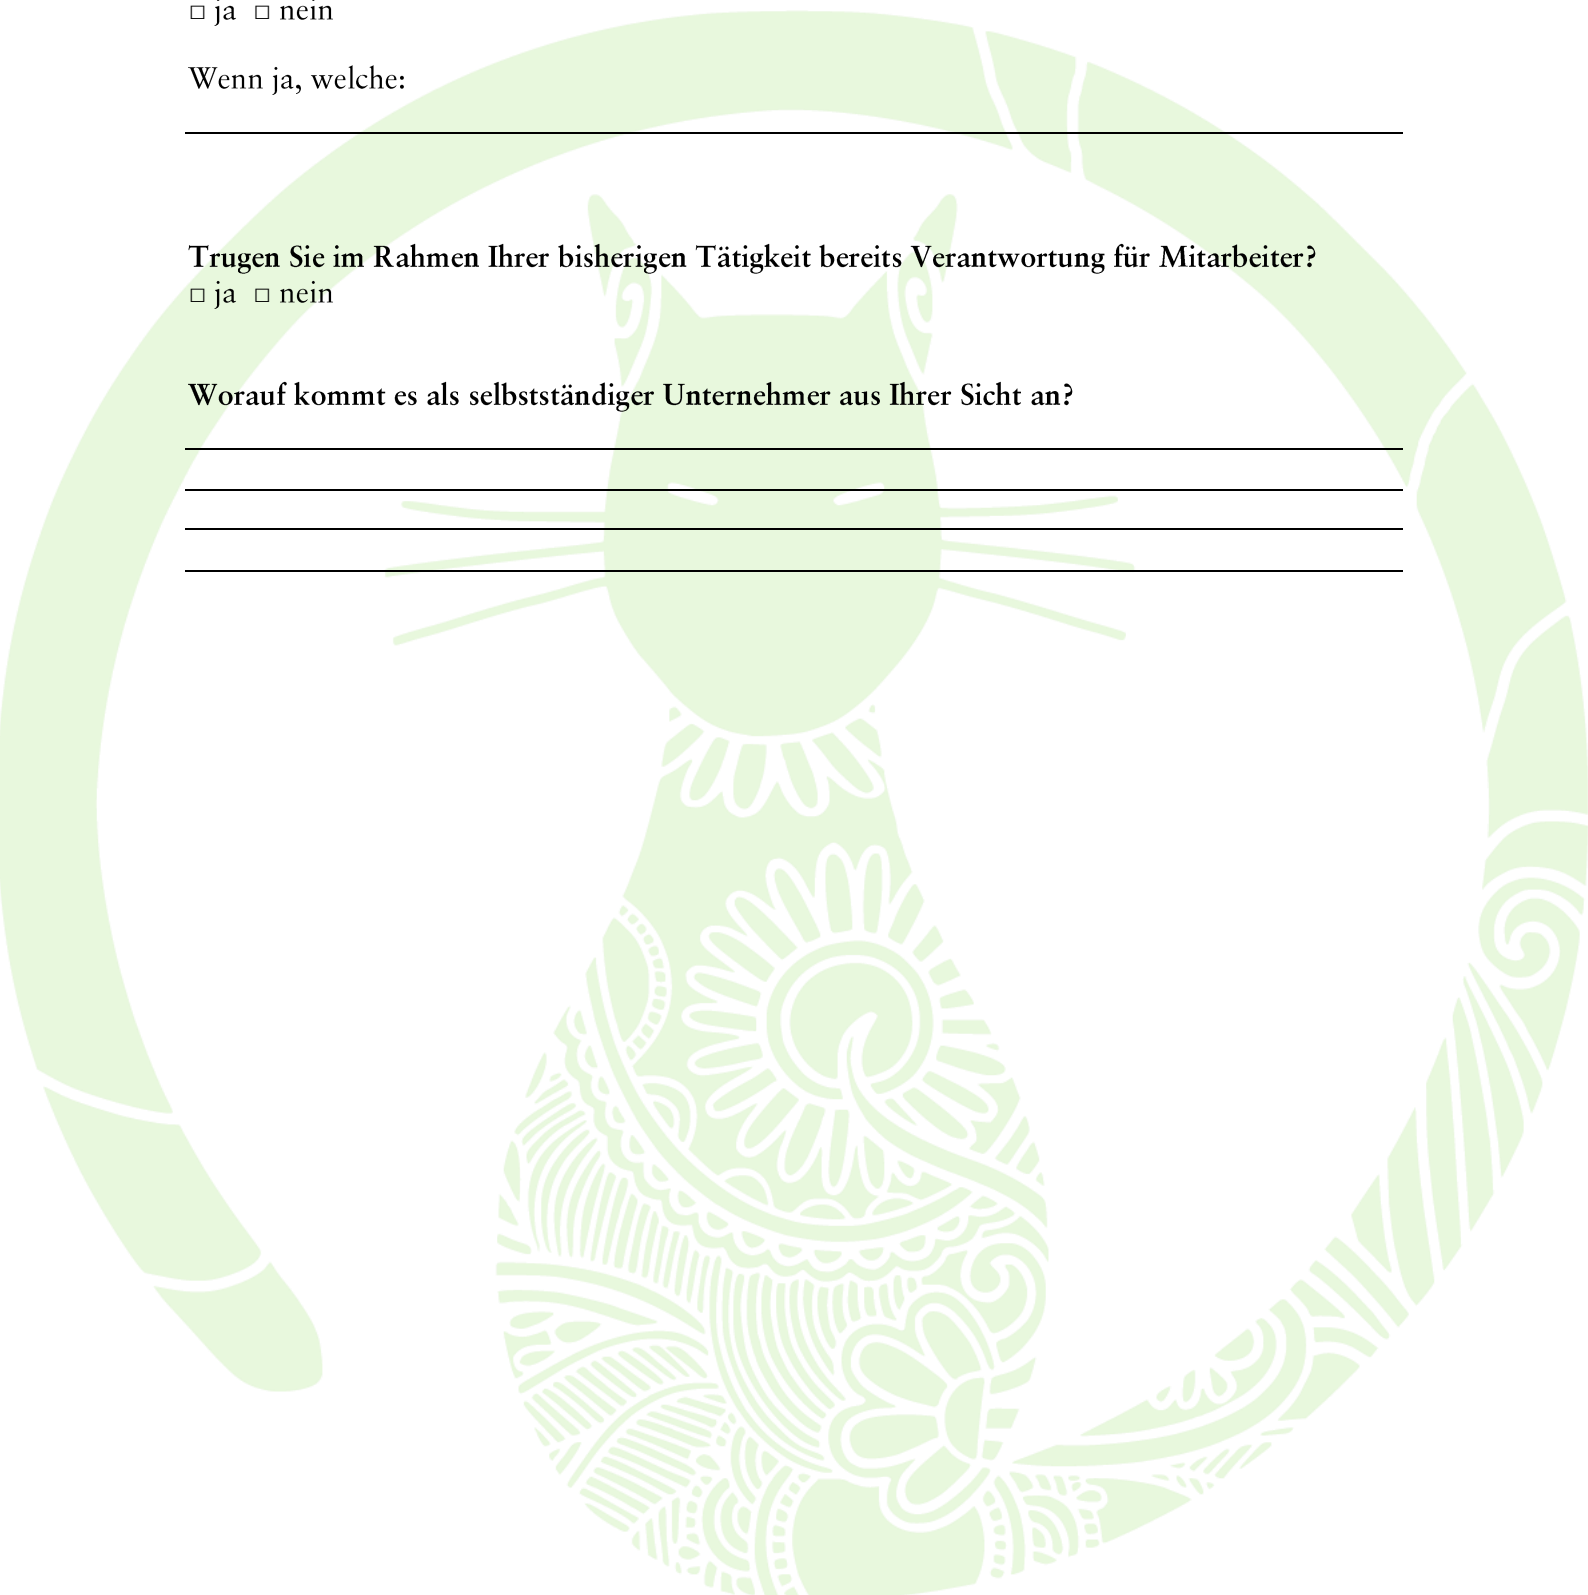 □ ja □ nein
Wenn ja, welche:
Trugen Sie im Rahmen Ihrer bisherigen Tätigkeit bereits Verantwortung für Mitarbeiter?
□ ja □ nein
Worauf kommt es als selbstständiger Unternehmer aus Ihrer Sicht an?